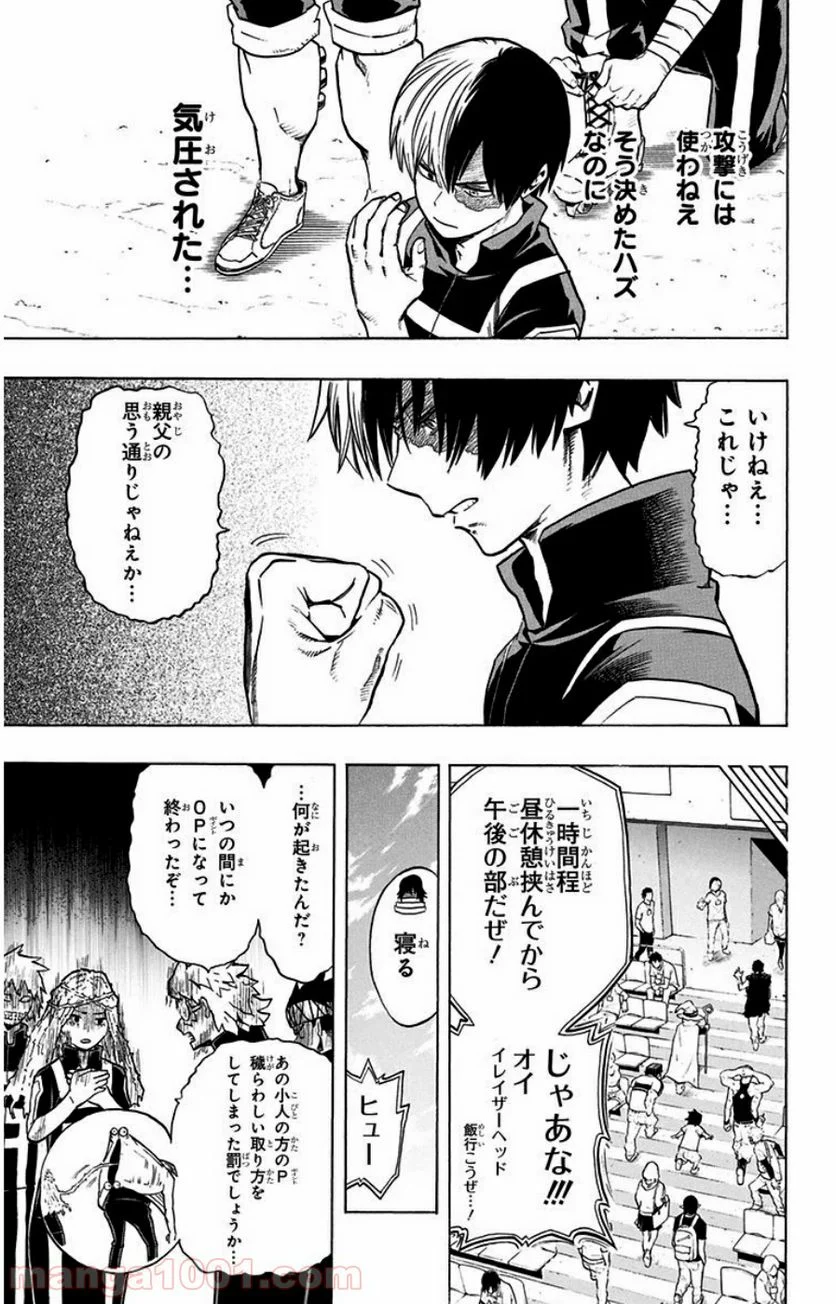 攻撃には
使わねえ
そう決めたハズ
なのに
気圧された…
いけねえ…
これじゃ…
親父の
思う通りじゃねえか…
一時間程
昼休憩挟んでから
午後の部だぜ!
じゃあな!!!
オイ
イレイザーヘッド
飯行こうぜ…!
寝る
ヒュー
…何が起きたんだ?
いつの間にか
0Pになって
終わったぞ…
あの小人の方のP
穢らわしい取り方を
してしまった罰でしょうか…
manga1001.com